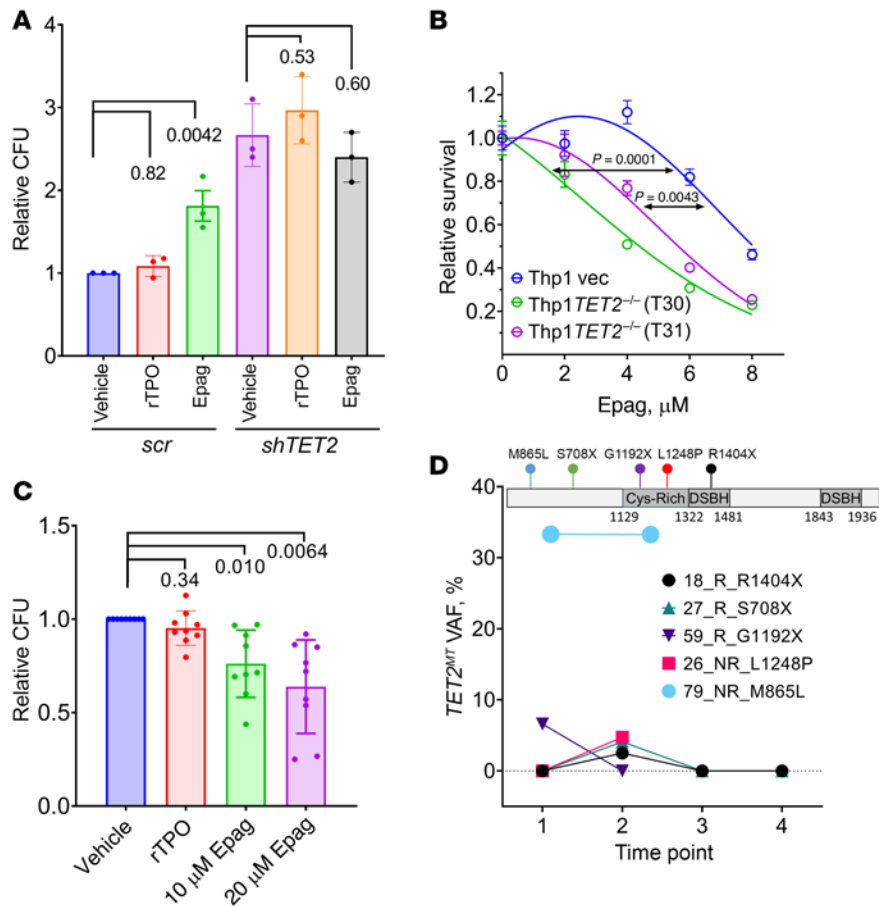 A
Relative CFU
4
3
2
1
0
0.82
0.0042
0.53
0.60
Vehicle
rTPO
Epag
Vehicle
rTPO
Epag
scr
shTET2
B
Relative survival
1.2
1.0
0.8
0.6
0.4
0.2
P = 0.0001
P = 0.0043
Thp1 vec
Thp1TET2–/– (T30)
Thp1TET2–/– (T31)
0
2
4
6
8
Epag, μM
C
Relative CFU
1.5
1.0
0.5
0.0
0.34
0.010
0.0064
Vehicle
rTPO
10 μM Epag
20 μM Epag
D
M865L S708X G1192X L1248P R1404X
Cys-Rich DSBH DSBH
1129 1322 1481 1843 1936
TET2MT VAF, %
40
30
20
10
0
18_R_R1404X
27_R_S708X
59_R_G1192X
26_NR_L1248P
79_NR_M865L
1
2
3
4
Time point